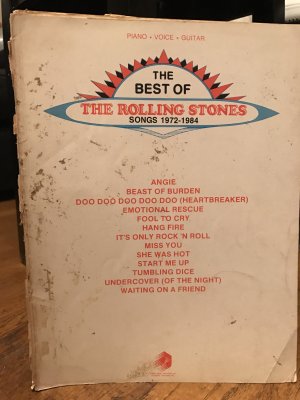 PIANO • VOICE • GUITAR
THE
BEST OF
THE ROLLING STONES
SONGS 1972-1984
ANGIE
BEAST OF BURDEN
DOO DOO DOO DOO DOO (HEARTBREAKER)
EMOTIONAL RESCUE
FOOL TO CRY
HANG FIRE
IT'S ONLY ROCK 'N ROLL
MISS YOU
SHE WAS HOT
START ME UP
TUMBLING DICE
UNDERCOVER (OF THE NIGHT)
WAITING ON A FRIEND